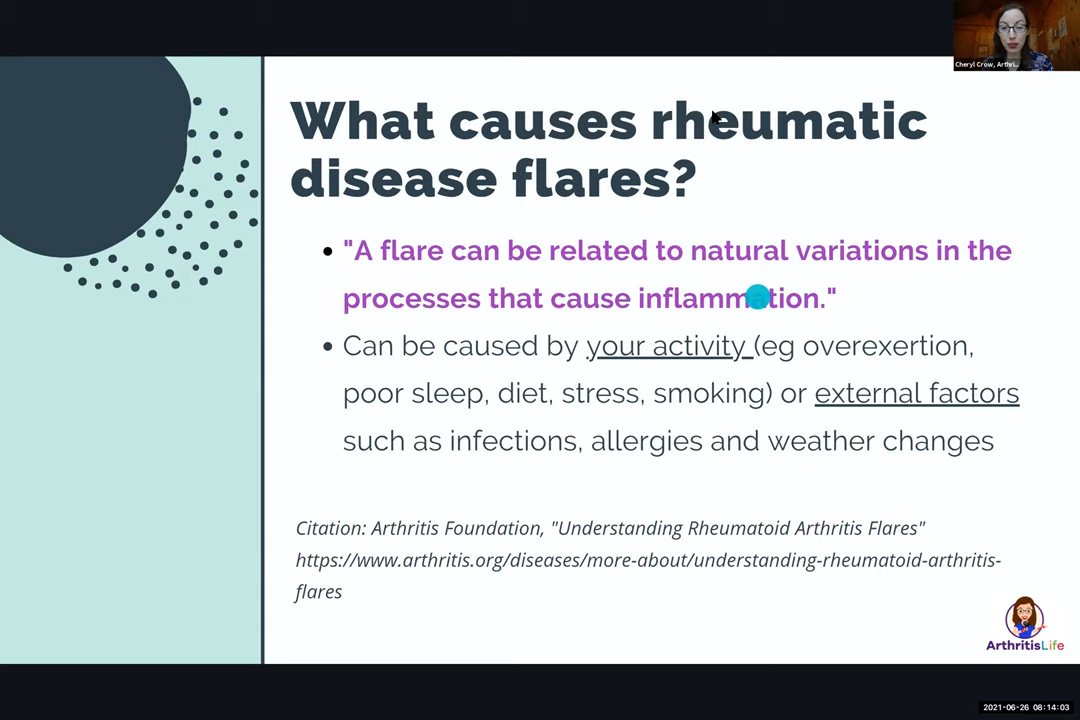 Cheryl Crow, Arthri...
What causes rheumatic
disease flares?
"A flare can be related to natural variations in the
processes that cause inflammation."
Can be caused by your activity (eg overexertion,
poor sleep, diet, stress, smoking) or external factors
such as infections, allergies and weather changes
Citation: Arthritis Foundation, "Understanding Rheumatoid Arthritis Flares"
https://www.arthritis.org/diseases/more-about/understanding-rheumatoid-arthritis-
flares
ArthritisLife
2021-06-26 08:14:03